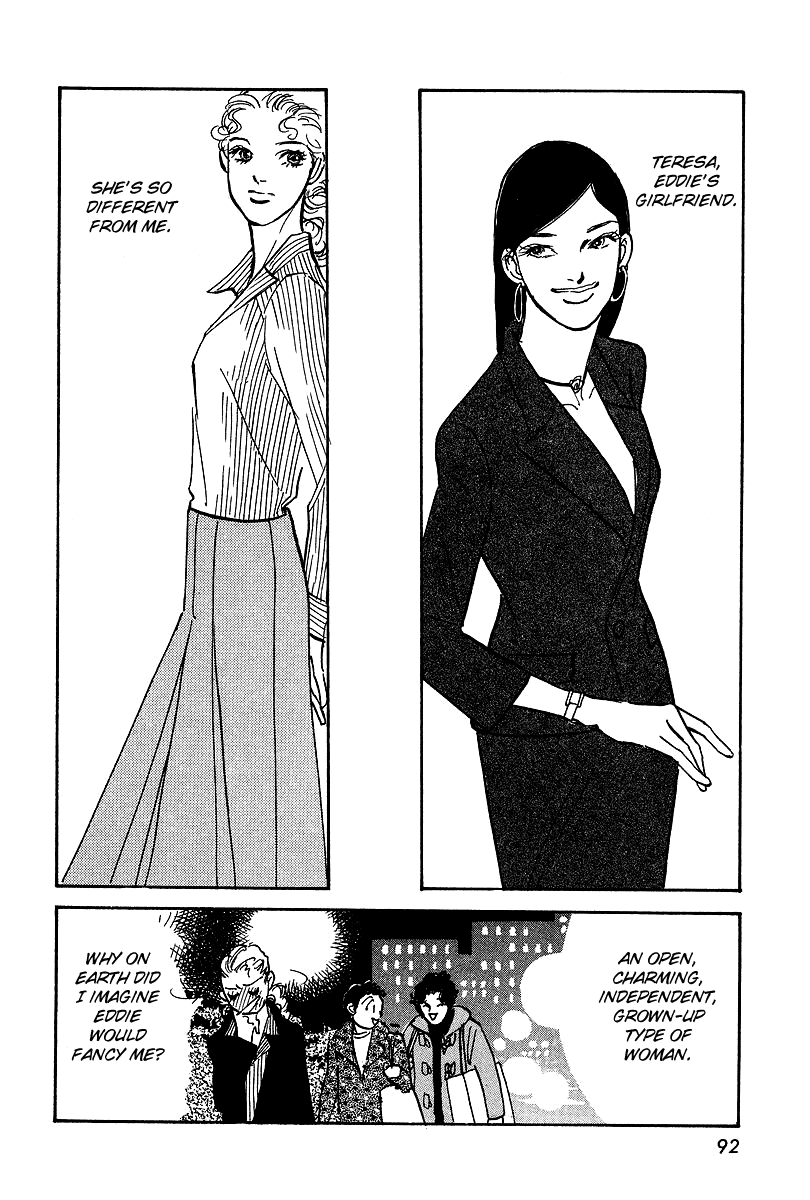 TERESA,
EDDIE'S
GIRLFRIEND.
SHE'S SO
DIFFERENT
FROM ME.
AN OPEN,
CHARMING,
INDEPENDENT,
GROWN-UP
TYPE OF
WOMAN.
WHY ON
EARTH DID
I IMAGINE
EDDIE
WOULD
FANCY ME?
92